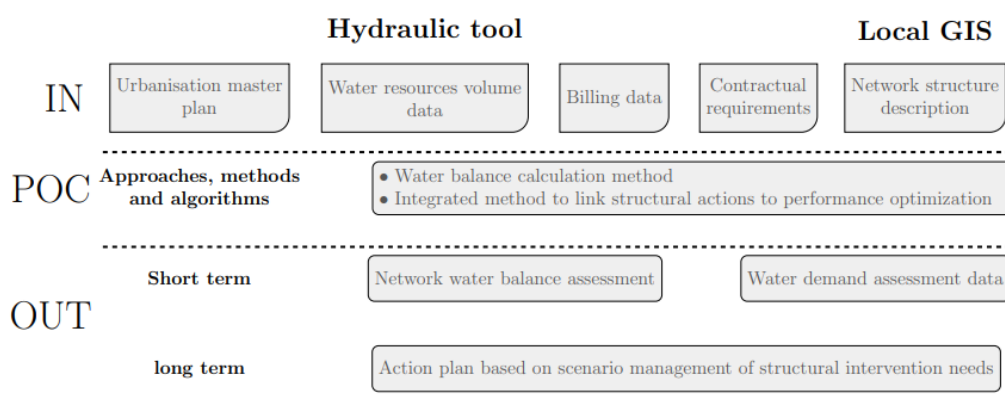 Hydraulic tool
Local GIS
IN
Urbanisation master
plan
Water resources volume
data
Billing data
Contractual
requirements
Network structure
description
POC
Approaches, methods
and algorithms
• Water balance calculation method
• Integrated method to link structural actions to performance optimization
OUT
Short term
Network water balance assessment
Water demand assessment data
long term
Action plan based on scenario management of structural intervention needs